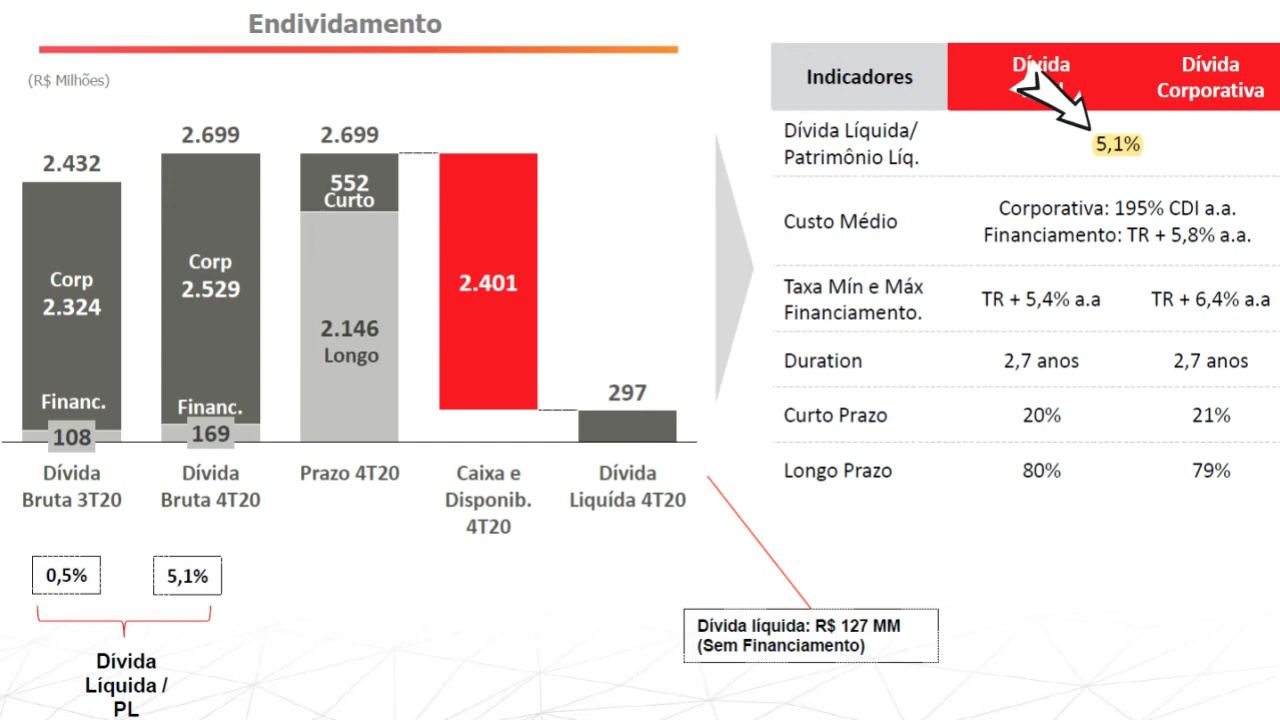 Endividamento
(R$ Milhões)
2.432
2.699
2.699
552
Curto
Corp
2.324
Corp
2.529
2.401
2.146
Longo
Financ.
108
Financ.
169
297
Dívida
Bruta 3T20
Dívida
Bruta 4T20
Prazo 4T20
Caixa e
Disponib.
4T20
Dívida
Liquída 4T20
0,5%
5,1%
Dívida
Líquida /
PL
Dívida líquida: R$ 127 MM
(Sem Financiamento)
Indicadores
Dívida
Dívida
Corporativa
Dívida Líquida/
Patrimônio Líq.
5,1%
Custo Médio
Corporativa: 195% CDI a.a.
Financiamento: TR + 5,8% a.a.
Taxa Mín e Máx
Financiamento.
TR + 5,4% a.a
TR + 6,4% a.a
Duration
2,7 anos
2,7 anos
Curto Prazo
20%
21%
Longo Prazo
80%
79%